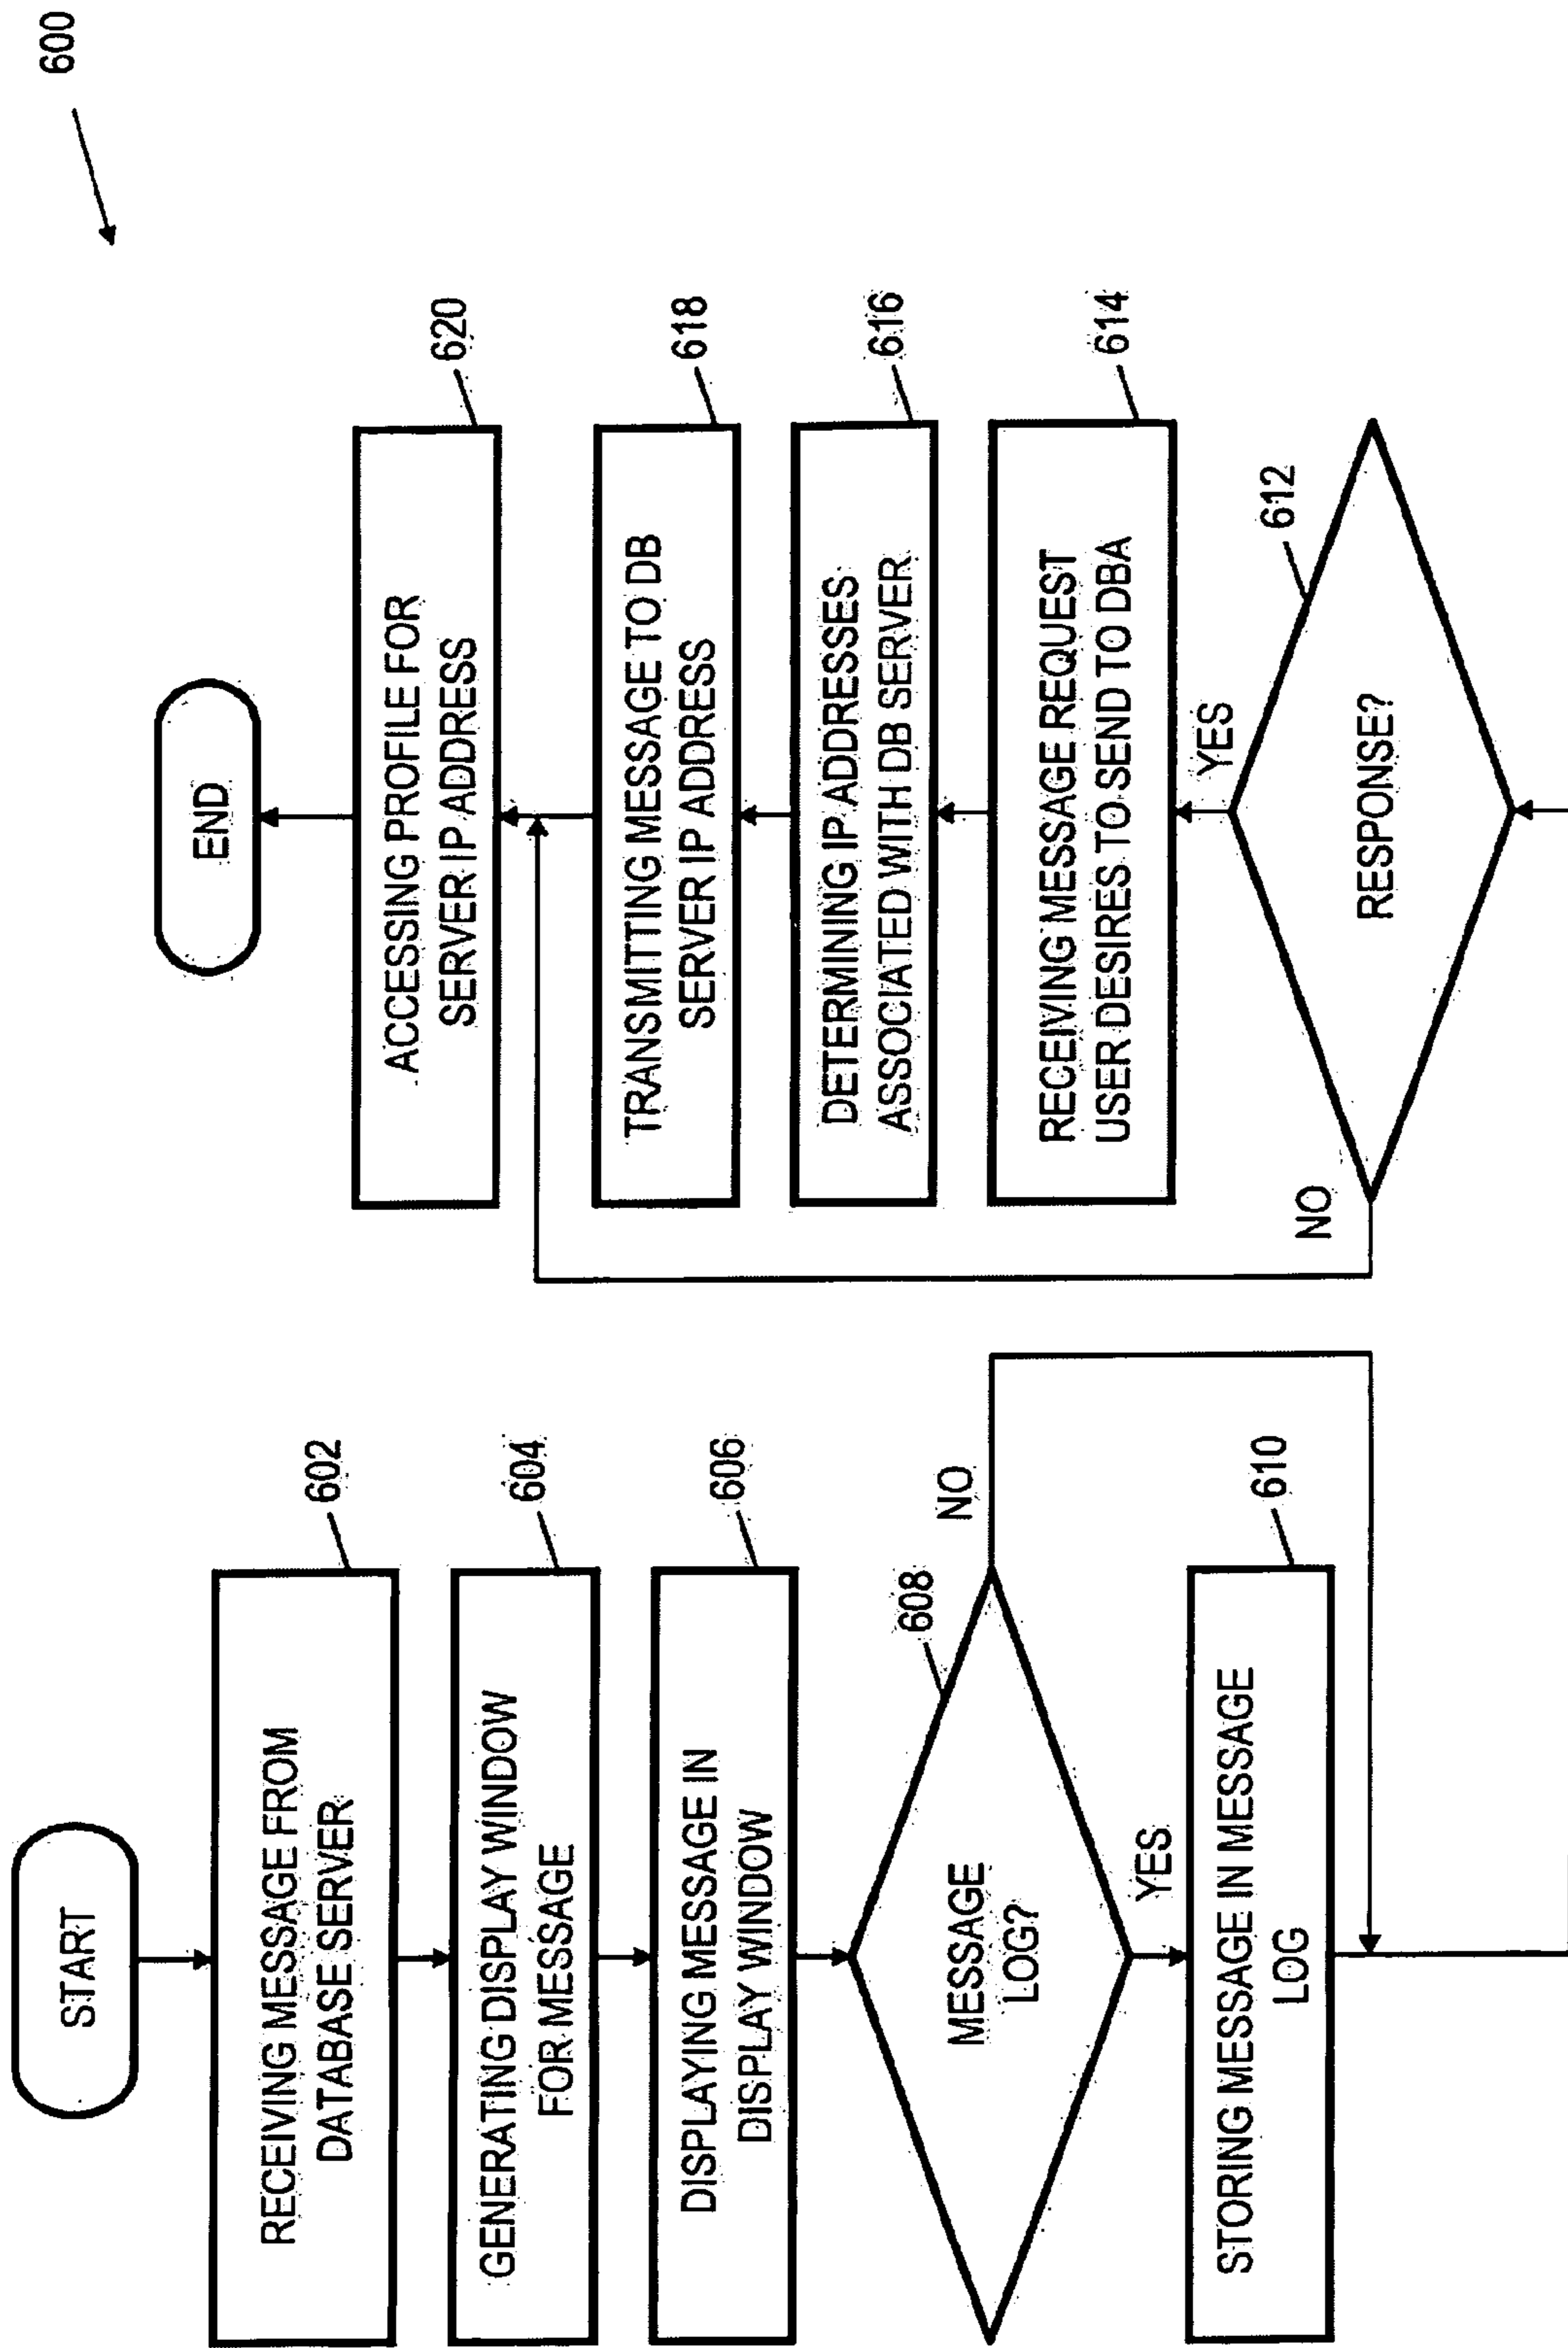 600
START
RECEIVING MESSAGE FROM
DATABASE SERVER
602
GENERATING DISPLAY WINDOW
FOR MESSAGE
604
DISPLAYING MESSAGE IN
DISPLAY WINDOW
606
MESSAGE
LOG?
608
NO
YES
STORING MESSAGE IN MESSAGE
LOG
610
END
ACCESSING PROFILE FOR
SERVER IP ADDRESS
620
TRANSMITTING MESSAGE TO DB
SERVER IP ADDRESS
618
DETERMINING IP ADDRESSES
ASSOCIATED WITH DB SERVER
616
RECEIVING MESSAGE REQUEST
USER DESIRES TO SEND TO DBA
614
YES
612
RESPONSE?
NO